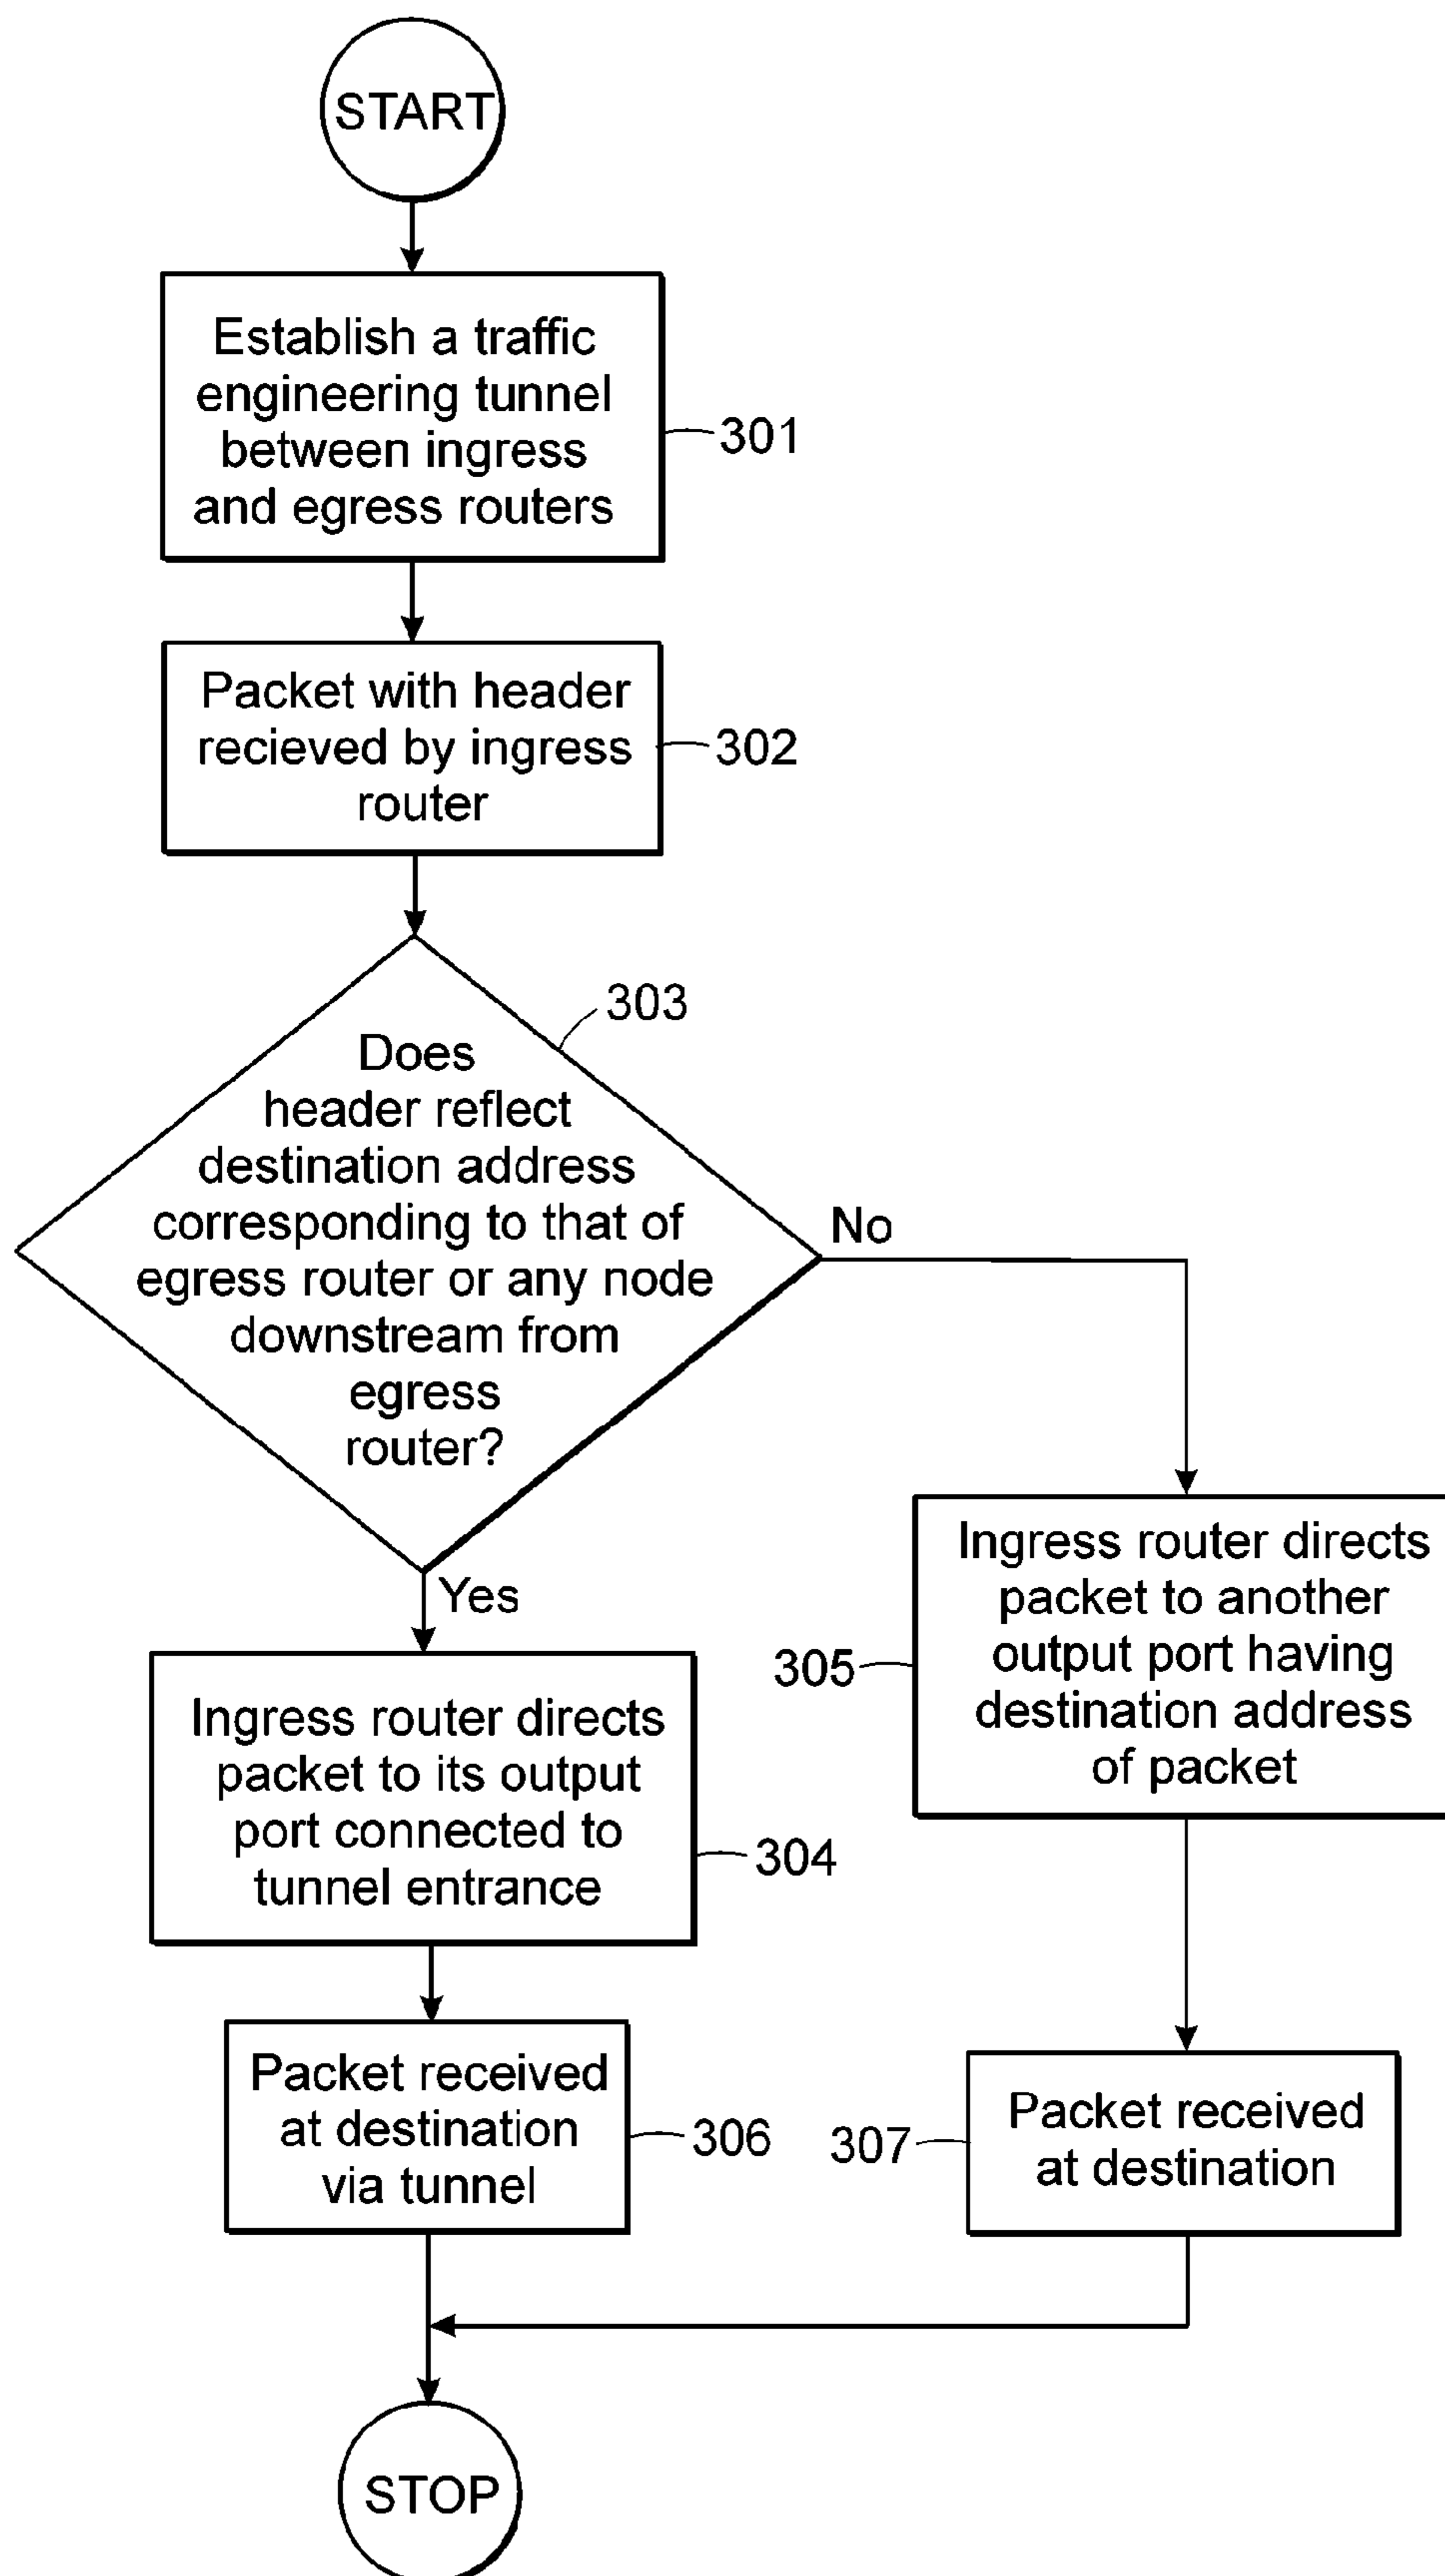 START
Establish a traffic
engineering tunnel
between ingress
and egress routers
301
Packet with header
recieved by ingress
router
302
303
Does
header reflect
destination address
corresponding to that of
egress router or any node
downstream from
egress
router?
No
Yes
Ingress router directs
packet to another
output port having
destination address
of packet
305
Ingress router directs
packet to its output
port connected to
tunnel entrance
304
Packet received
at destination
via tunnel
306
307
Packet received
at destination
STOP